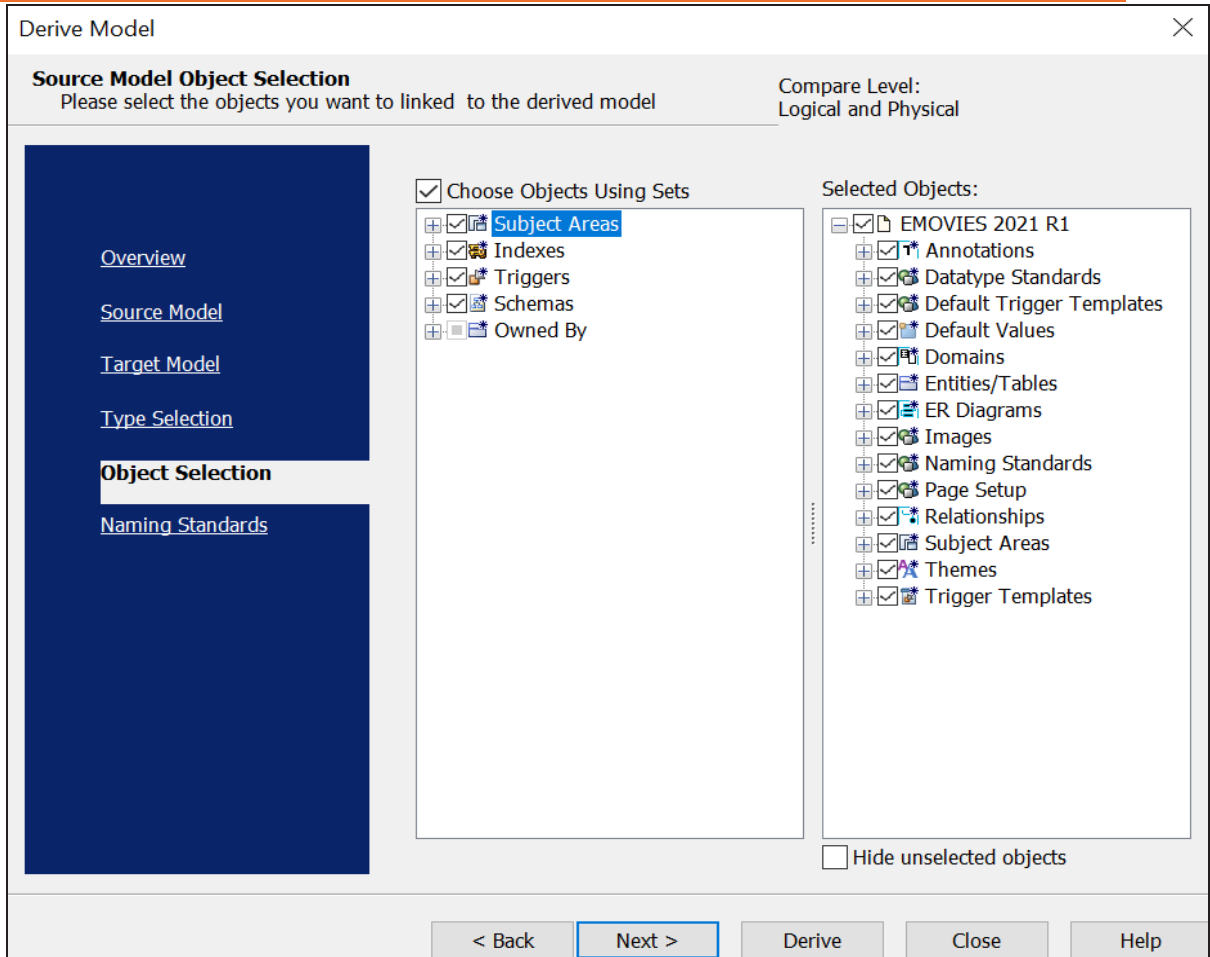 Derive Model
Source Model Object Selection
Please select the objects you want to linked to the derived model
Compare Level:
Logical and Physical
Overview
Source Model
Target Model
Type Selection
Object Selection
Naming Standards
Choose Objects Using Sets
Subject Areas
Indexes
Triggers
Schemas
Owned By
Selected Objects:
EMOVIES 2021 R1
Annotations
Datatype Standards
Default Trigger Templates
Default Values
Domains
Entities/Tables
ER Diagrams
Images
Naming Standards
Page Setup
Relationships
Subject Areas
Themes
Trigger Templates
Hide unselected objects
< Back
Next >
Derive
Close
Help